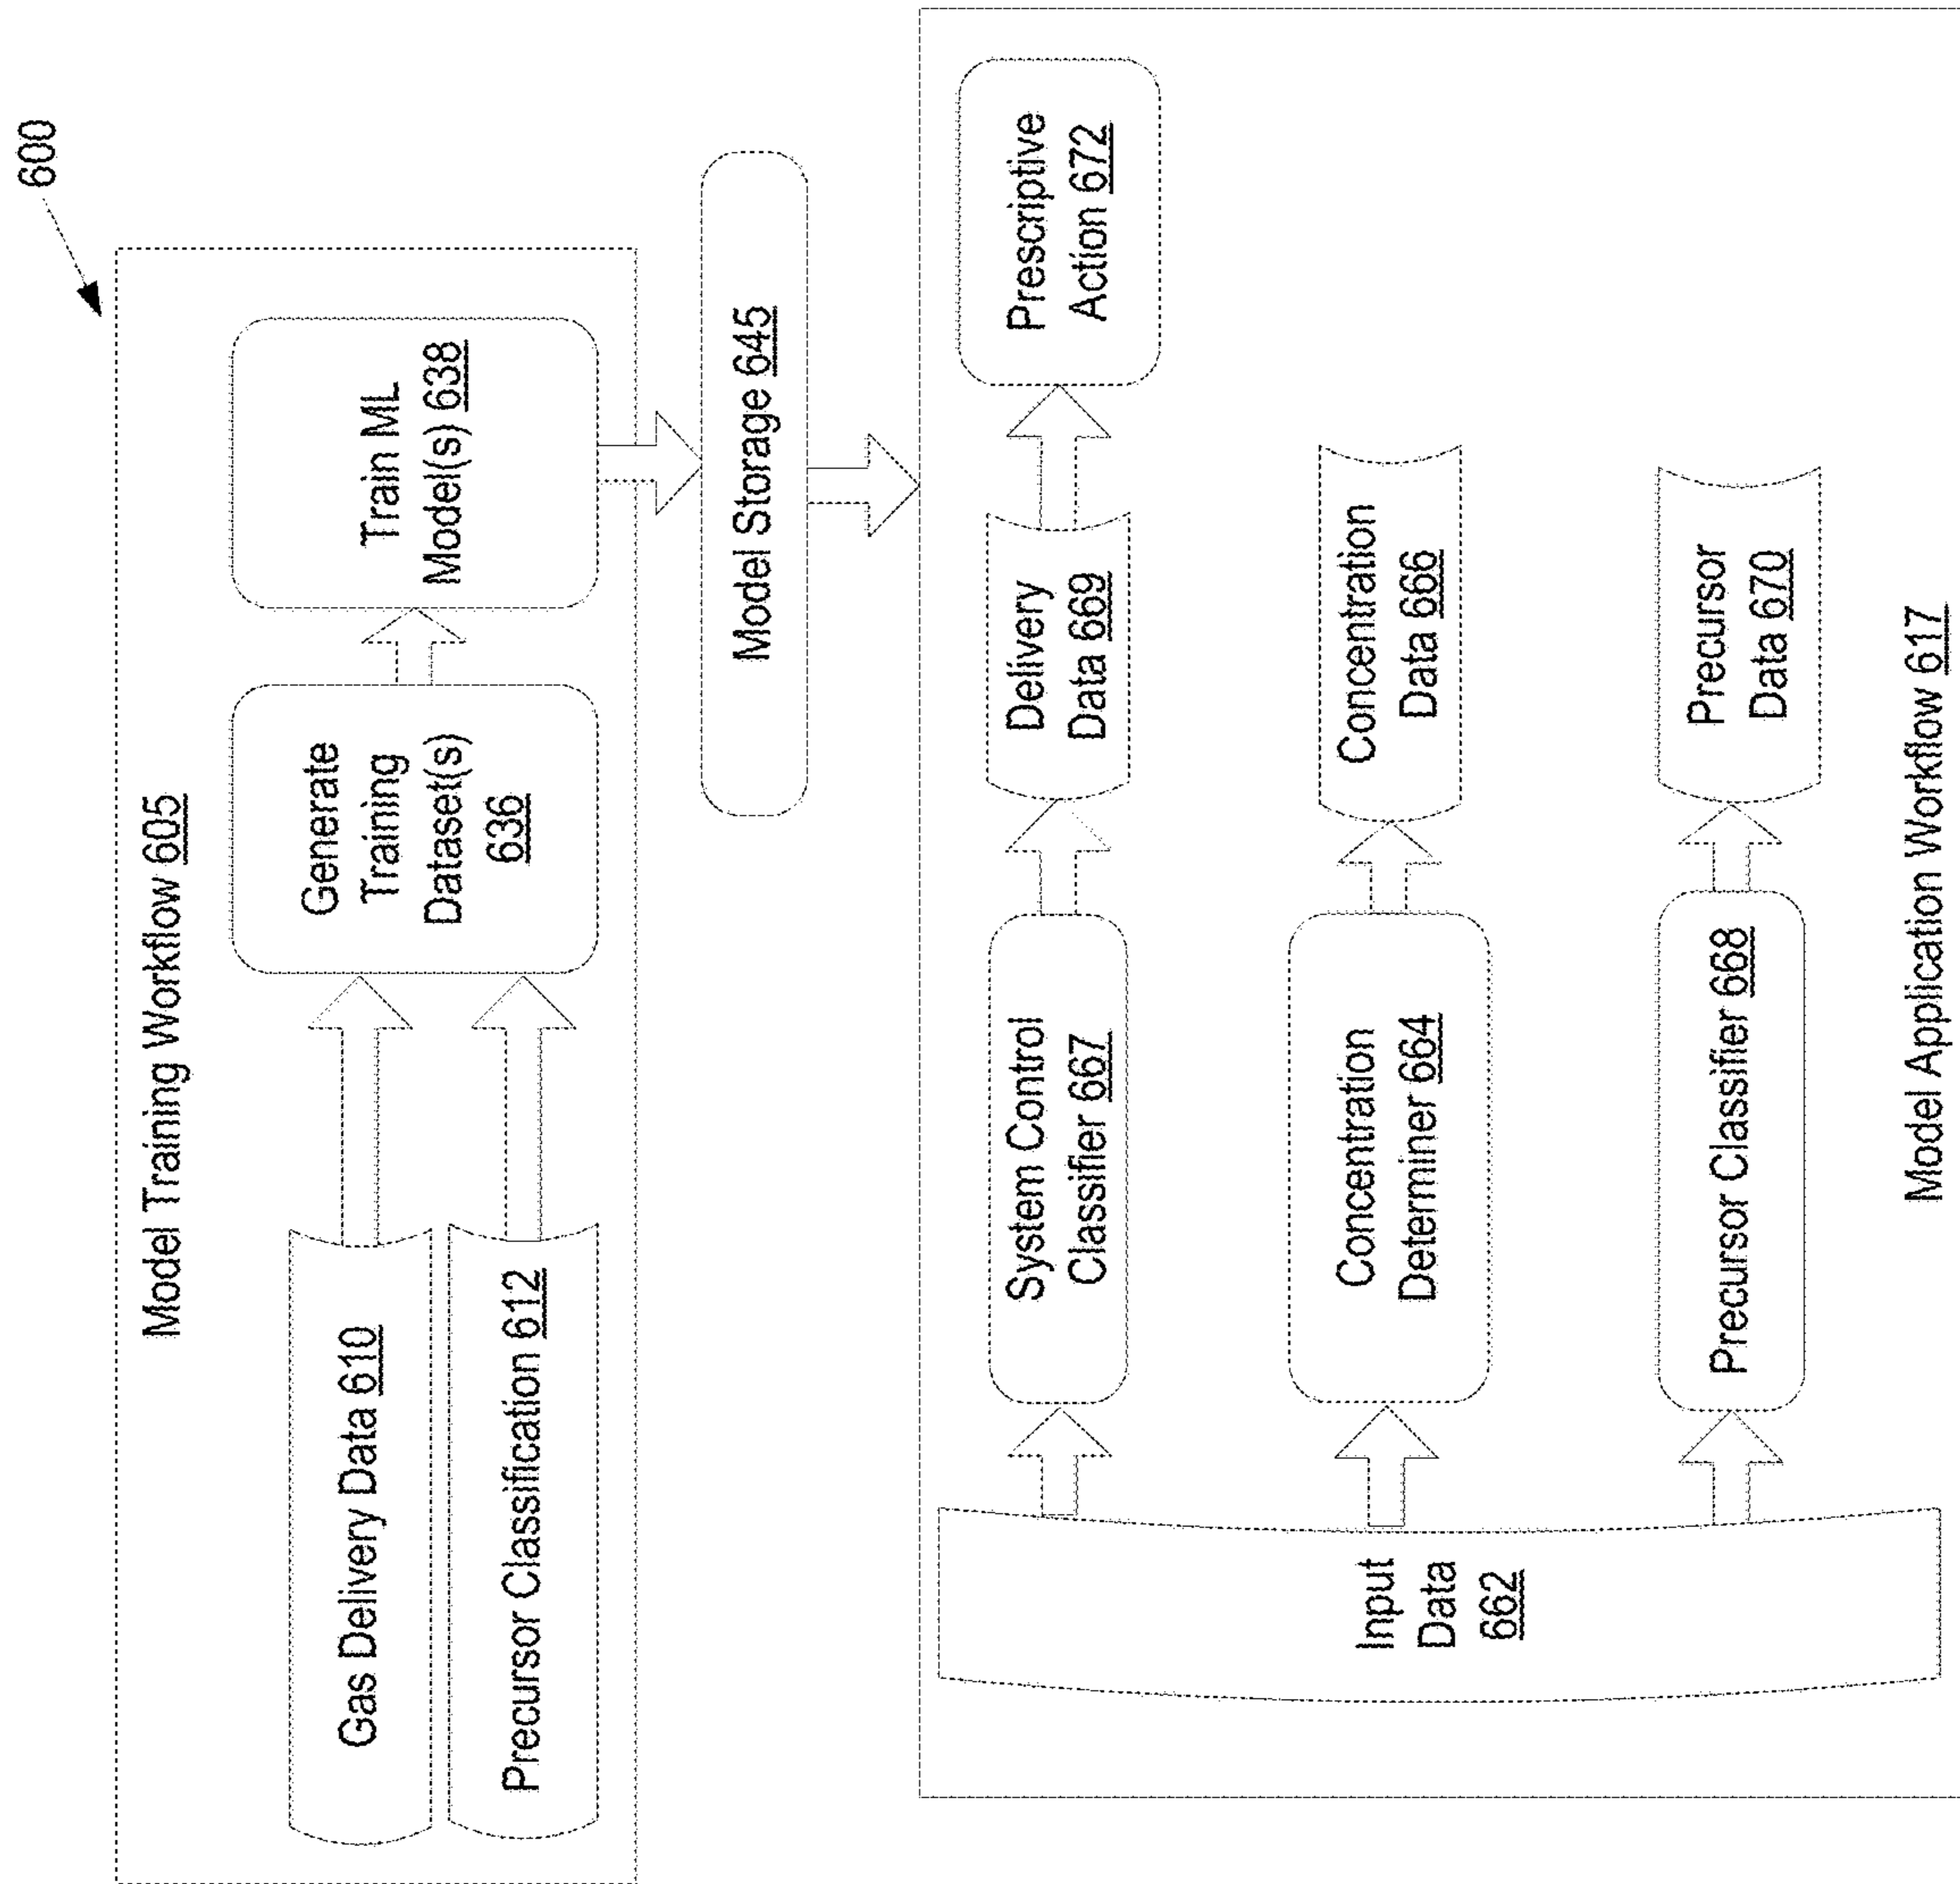 600
Model Training Workflow 605
Gas Delivery Data 610
Precursor Classification 612
Generate
Training
Dataset(s)
636
Train ML
Model(s) 638
Model Storage 645
Input
Data
662
System Control
Classifier 667
Delivery
Data 669
Prescriptive
Action 672
Concentration
Determiner 664
Concentration
Data 666
Precursor Classifier 668
Precursor
Data 670
Model Application Workflow 617